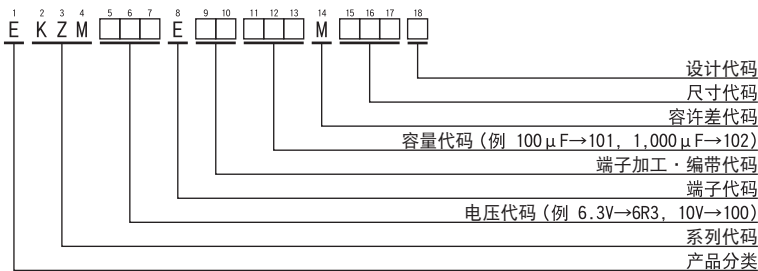 1 2 3 4 5 6 7 8 9 10 11 12 13 14 15 16 17 18
E KZM □□□ E □□ □□□ M □□□ □
设计代码
尺寸代码
容许差代码
容量代码 (例 100μF→101, 1,000μF→102)
端子加工・编带代码
端子代码
电压代码 (例 6.3V→6R3, 10V→100)
系列代码
产品分类